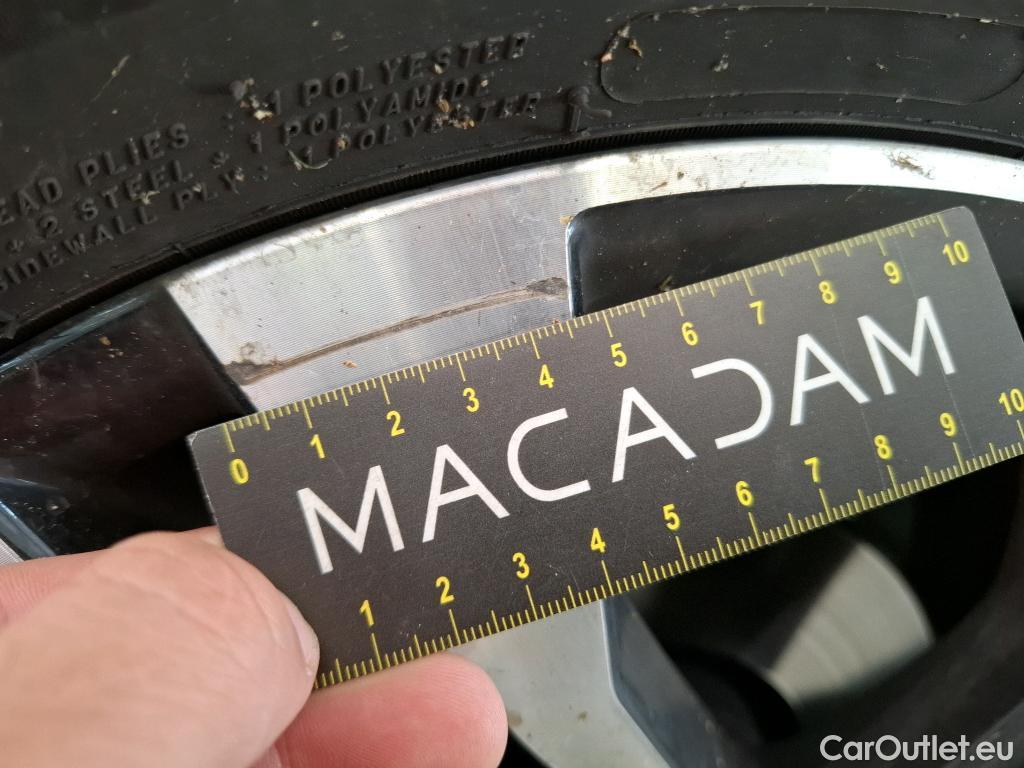 1 POLYESTER
EAD PLIES : 1 POLYAMIDE
+ 2 STEEL + 1 POLYESTER
SIDEWALL PLY : 1
0 1 2 3 4 5 6 7 8 9 10
MACADAM
1 2 3 4 5 6 7 8 9 10
CarOutlet.eu